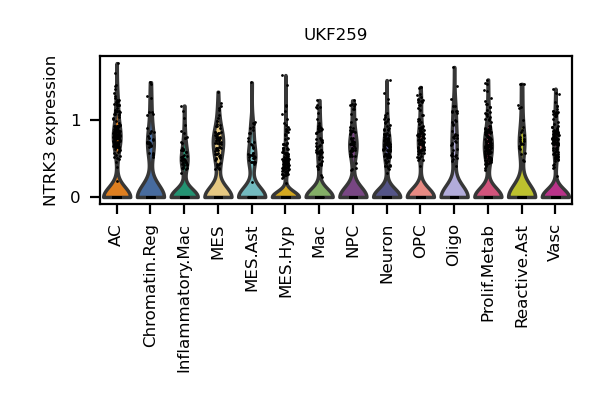 UKF259
NTRK3 expression
1
0
AC
Chromatin.Reg
Inflammatory.Mac
MES
MES.Ast
MES.Hyp
Mac
NPC
Neuron
OPC
Oligo
Prolif.Metab
Reactive.Ast
Vasc